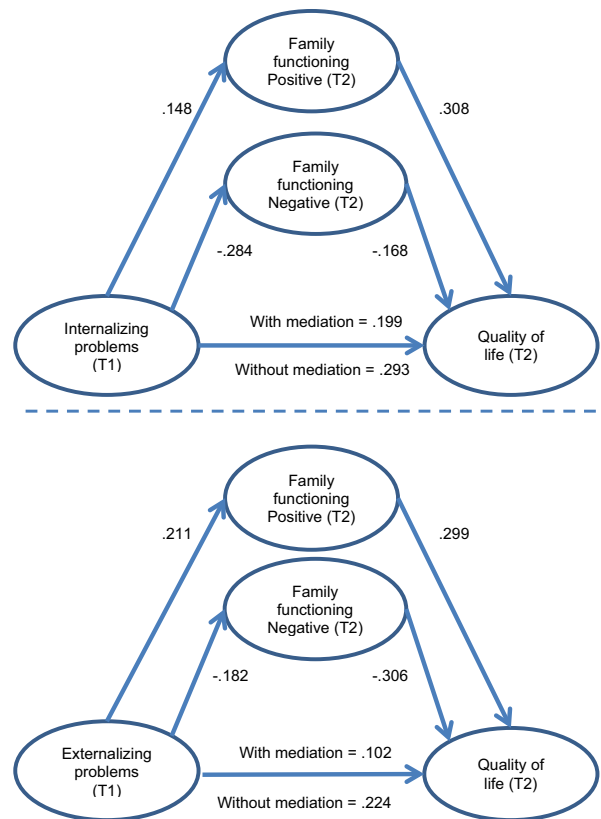 Family
functioning
Positive (T2)
.148
.308
Family
functioning
Negative (T2)
-.284
-.168
Internalizing
problems
(T1)
With mediation = .199
Without mediation = .293
Quality of
life (T2)
Family
functioning
Positive (T2)
.211
.299
Family
functioning
Negative (T2)
-.182
-.306
Externalizing
problems
(T1)
With mediation = .102
Without mediation = .224
Quality of
life (T2)